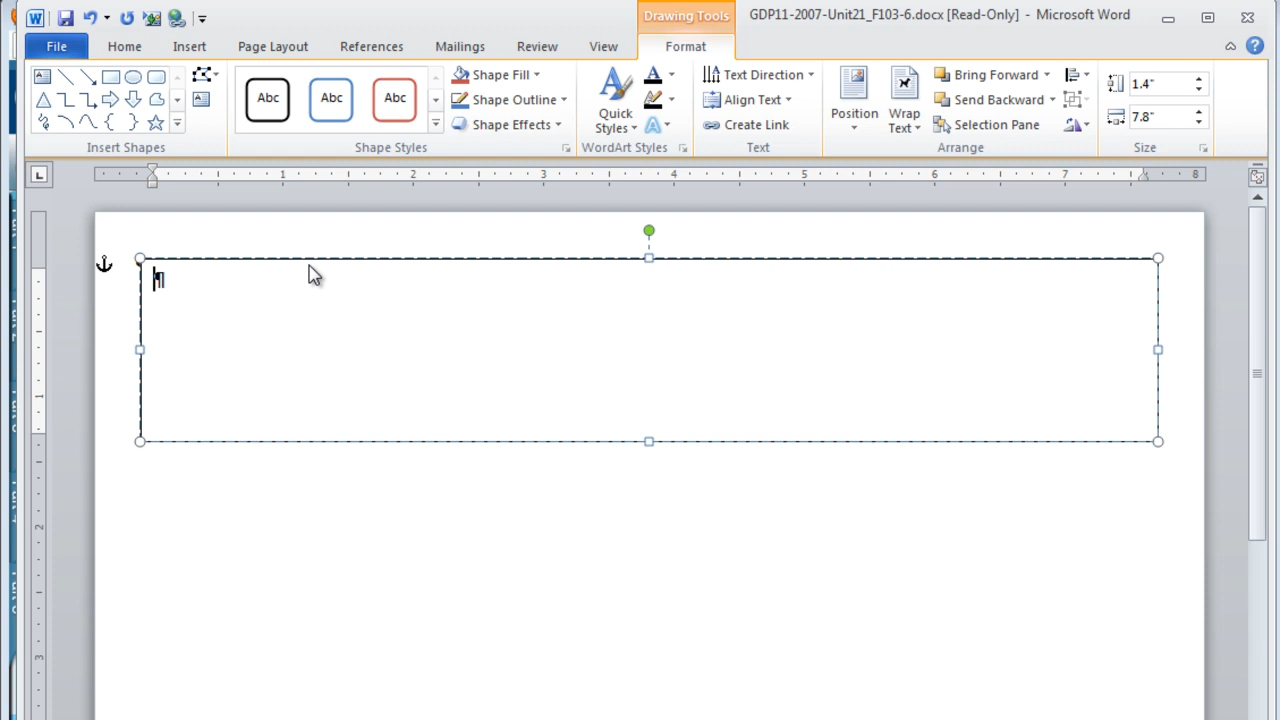 Drawing Tools
GDP11-2007-Unit21_F103-6.docx [Read-Only] - Microsoft Word
File Home Insert Page Layout References Mailings Review View Format
Abc Abc Abc
Shape Fill
Shape Outline
Shape Effects
Quick Styles
Text Direction
Align Text
Create Link
Position
Wrap Text
Bring Forward
Send Backward
Selection Pane
1.4"
7.8"
Insert Shapes Shape Styles WordArt Styles Text Arrange Size
L 1 2 3 4 5 6 7 8
¶
1
2
3